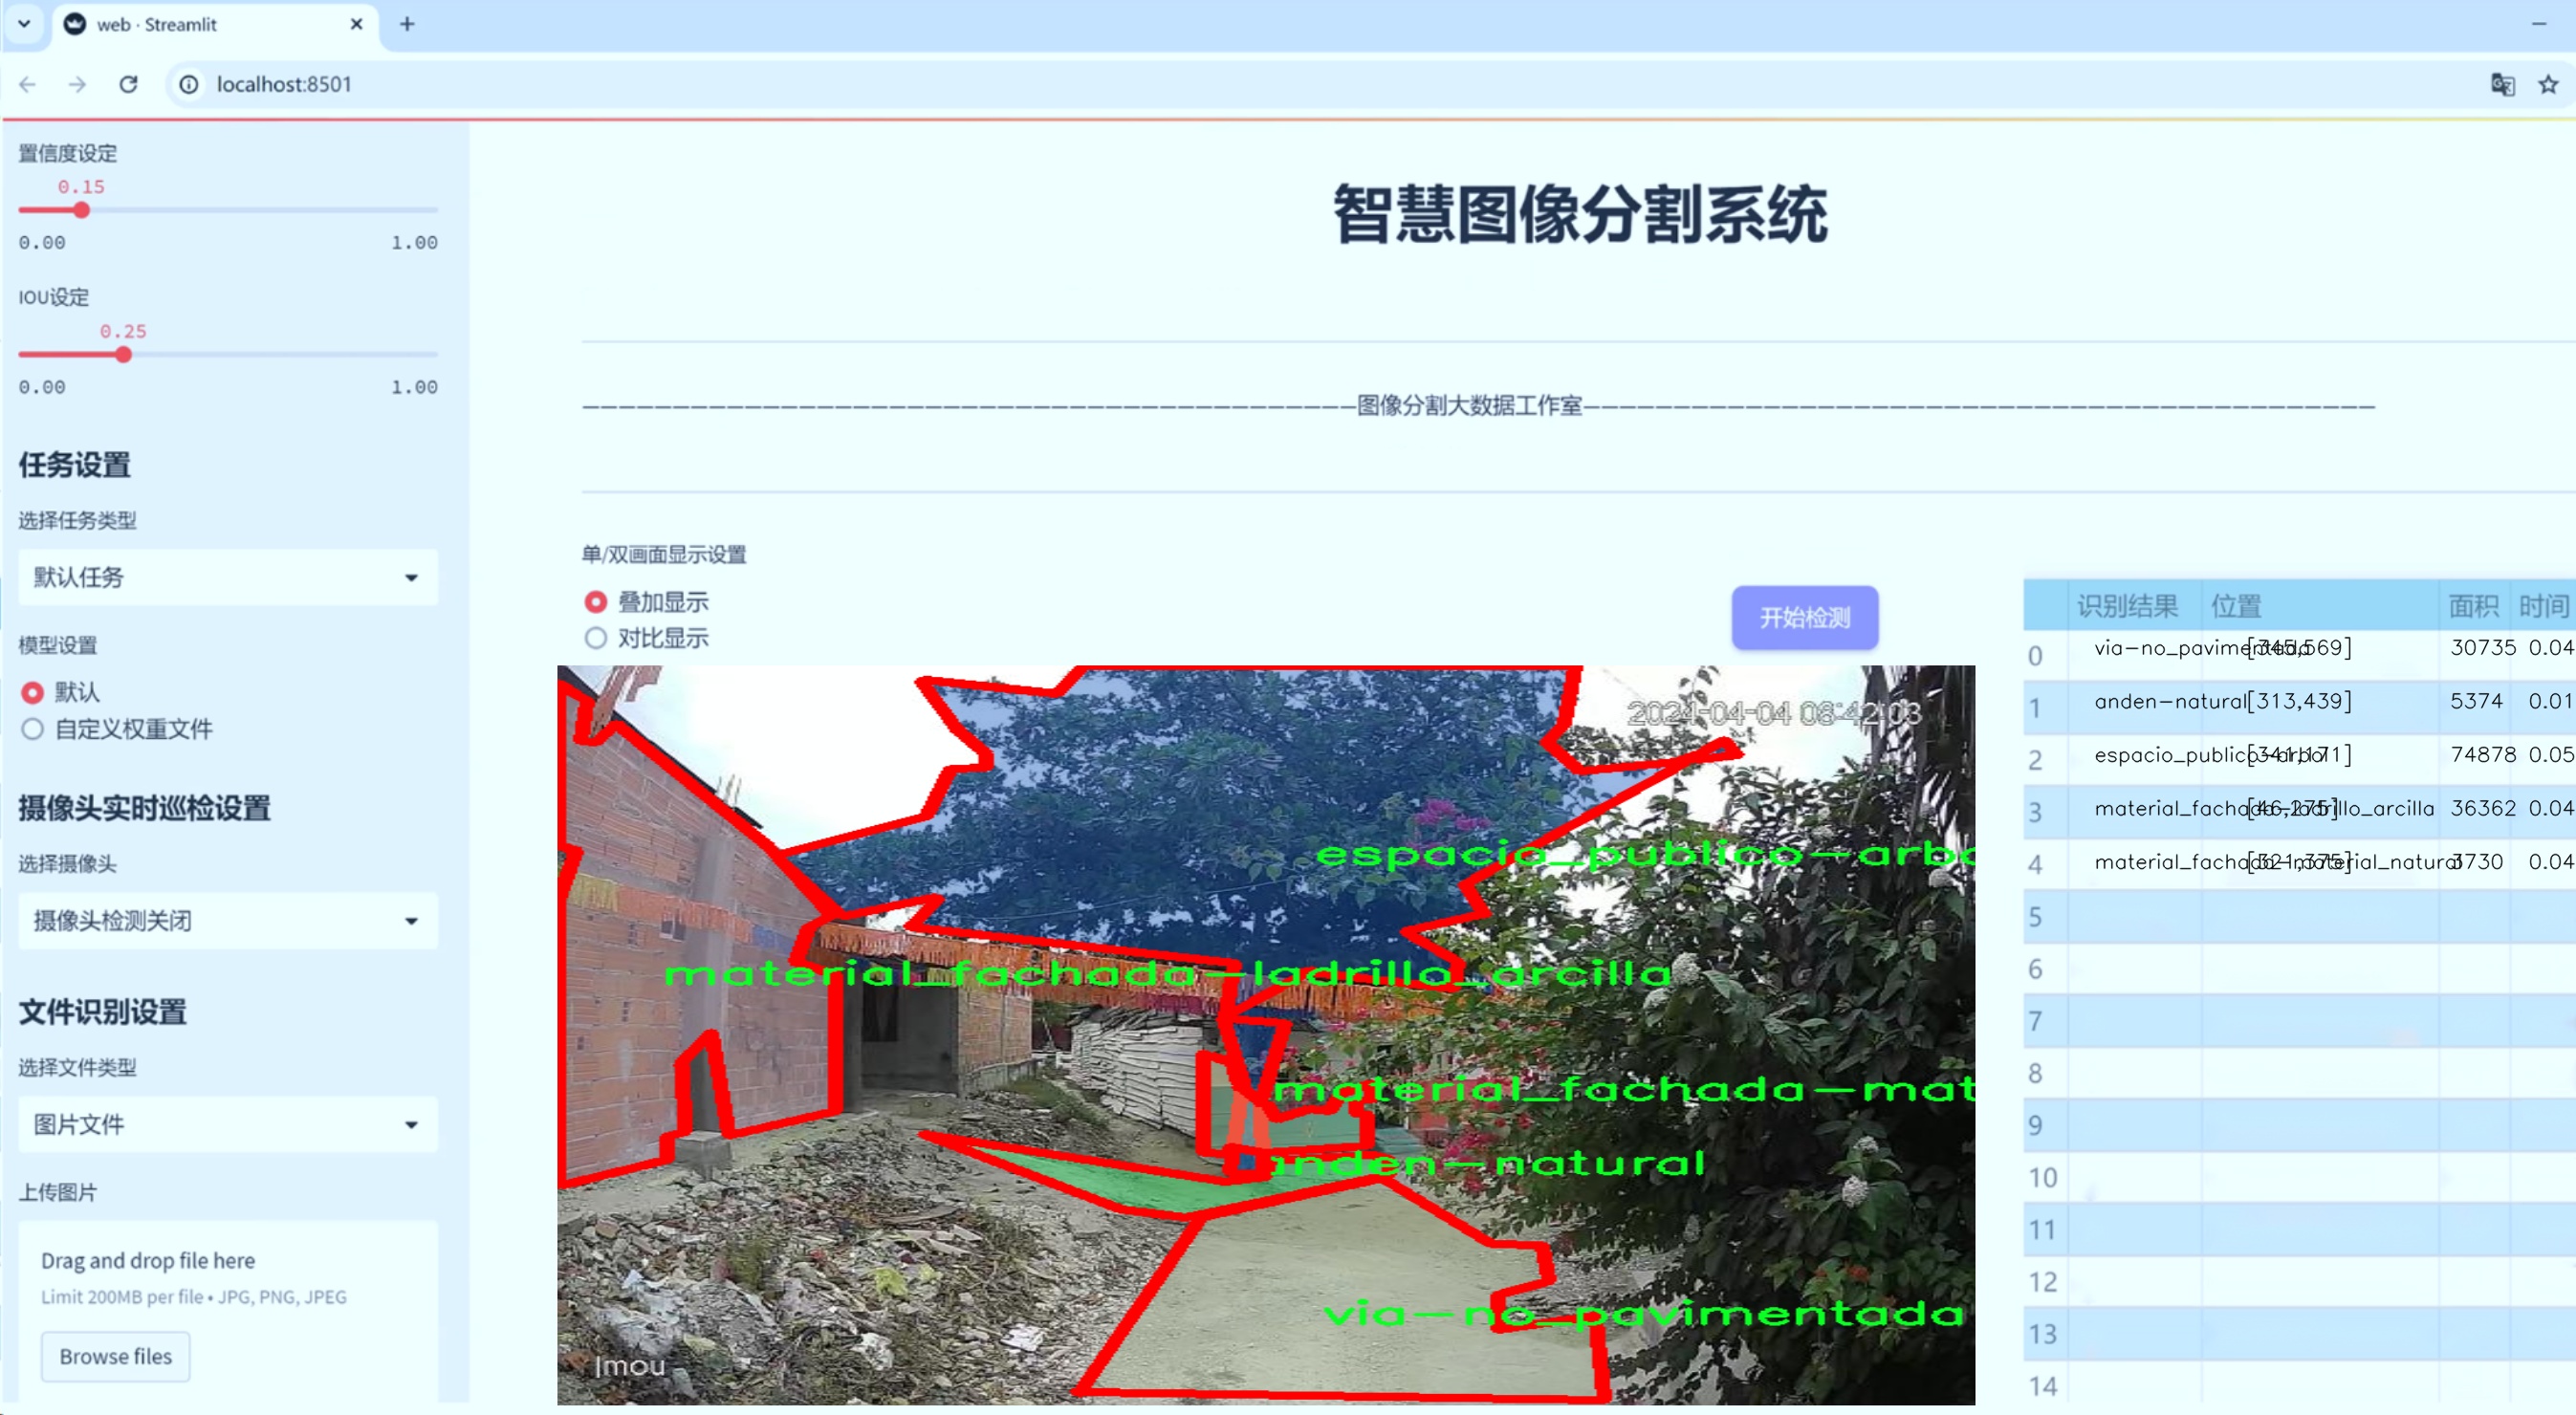 web · Streamlit
localhost:8501
置信度设定
0.15
0.00 1.00
IOU设定
0.25
0.00 1.00
任务设置
选择任务类型
默认任务
模型设置
默认
自定义权重文件
摄像头实时巡检设置
选择摄像头
摄像头检测关闭
文件识别设置
选择文件类型
图片文件
上传图片
Drag and drop file here
Limit 200MB per file • JPG, PNG, JPEG
Browse files
智慧图像分割系统
图像分割大数据工作室
单/双画面显示设置
叠加显示
对比显示
开始检测
2024-04-04 08:42:03
espacio_publico-arbo
material_fachada-ladrillo_arcilla
material_fachada-mat
anden-natural
via-no_pavimentada
Imou
识别结果 位置 面积 时间
0 via-no_pavimentada [345,569] 30735 0.04
1 anden-natural [313,439] 5374 0.01
2 espacio_publico-arbol [341,171] 74878 0.05
3 material_fachada-ladrillo_arcilla [46,275] 36362 0.04
4 material_fachada-material_natural [321,375] 3730 0.04
5
6
7
8
9
10
11
12
13
14